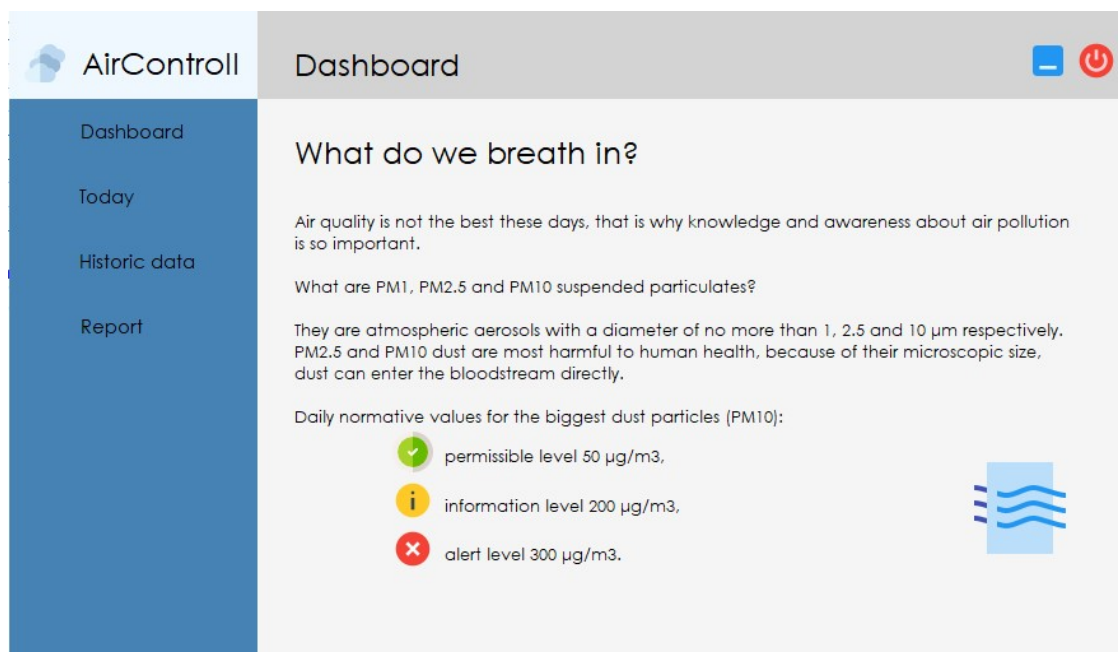 AirControll
Dashboard
Dashboard
Today
Historic data
Report
What do we breath in?
Air quality is not the best these days, that is why knowledge and awareness about air pollution
is so important.
What are PM1, PM2.5 and PM10 suspended particulates?
They are atmospheric aerosols with a diameter of no more than 1, 2.5 and 10 µm respectively.
PM2.5 and PM10 dust are most harmful to human health, because of their microscopic size,
dust can enter the bloodstream directly.
Daily normative values for the biggest dust particles (PM10):
permissible level 50 µg/m3,
information level 200 µg/m3,
alert level 300 µg/m3.